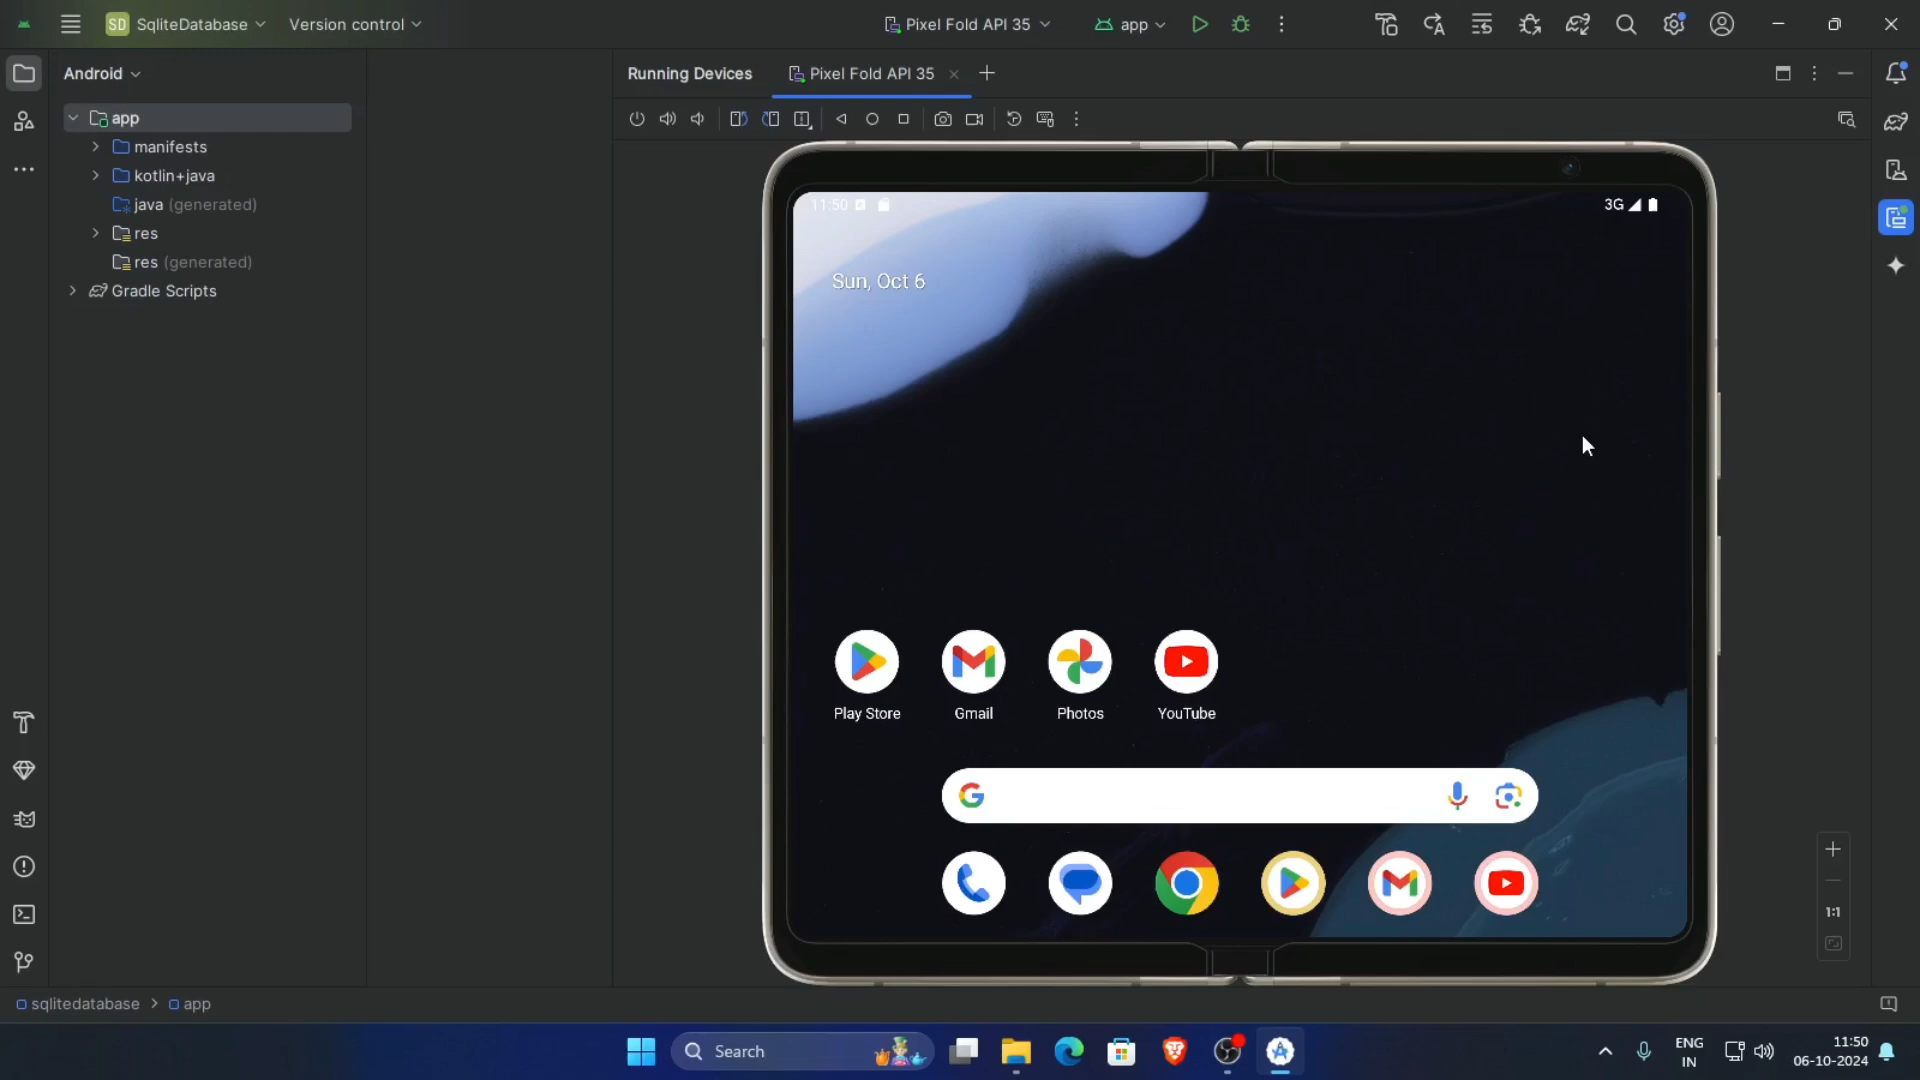 SD SqliteDatabase
Version control
Pixel Fold API 35
app
Android
Running Devices
Pixel Fold API 35
app
manifests
kotlin+java
java (generated)
res
res (generated)
Gradle Scripts
11:50
3G
Sun, Oct 6
Play Store
Gmail
Photos
YouTube
1:1
sqlitedatabase
app
Search
ENG
IN
11:50
06-10-2024